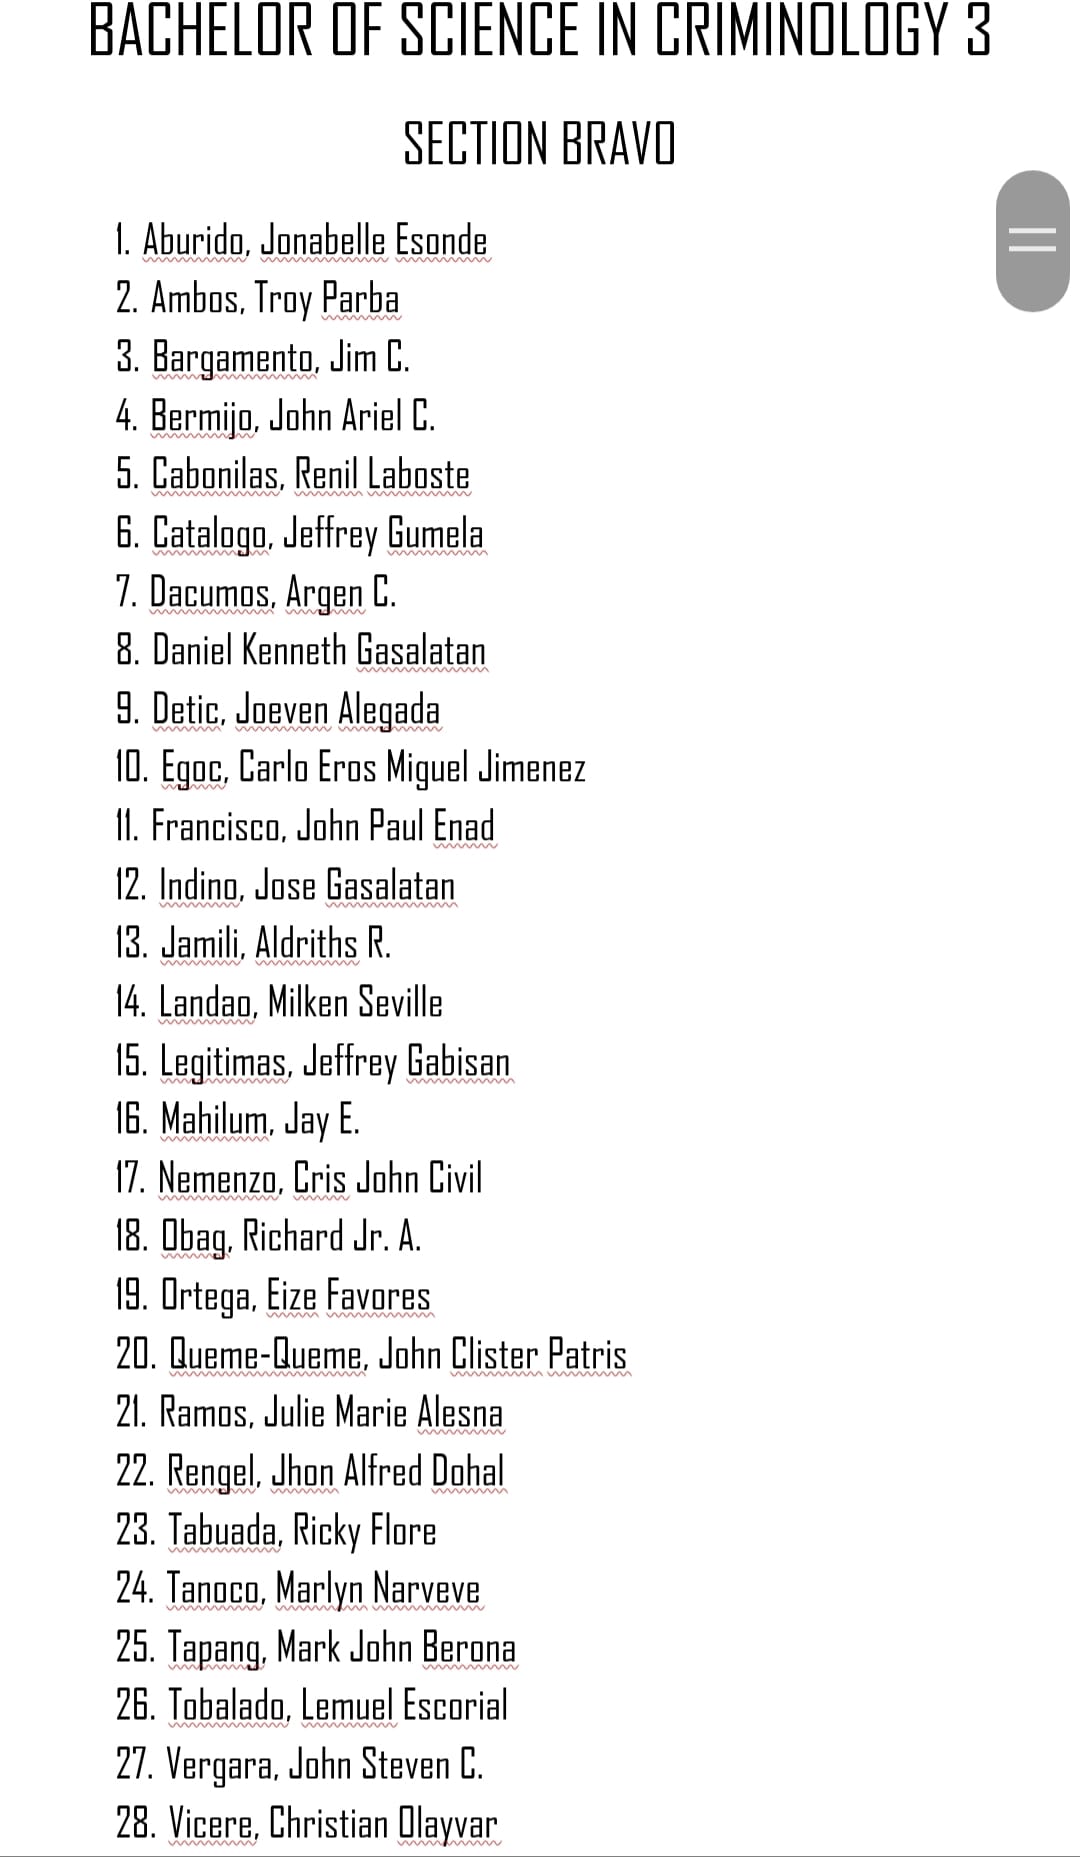 BACHELOR OF SCIENCE IN CRIMINOLOGY 3
SECTION BRAVO
1. Aburido, Jonabelle Esonde
2. Ambos, Troy Parba
3. Bargamento, Jim C.
4. Bermijo, John Ariel C.
5. Cabonilas, Renil Laboste
6. Catalogo, Jeffrey Gumela
7. Dacumos, Argen C.
8. Daniel Kenneth Gasalatan
9. Detic, Joeven Alegada
10. Egoc, Carlo Eros Miguel Jimenez
11. Francisco, John Paul Enad
12. Indino, Jose Gasalatan
13. Jamili, Aldriths R.
14. Landao, Milken Seville
15. Legitimas, Jeffrey Gabisan
16. Mahilum, Jay E.
17. Nemenzo, Cris John Civil
18. Obag, Richard Jr. A.
19. Ortega, Eize Favores
20. Queme-Queme, John Clister Patris
21. Ramos, Julie Marie Alesna
22. Rengel, Jhon Alfred Dohal
23. Tabuada, Ricky Flore
24. Tanoco, Marlyn Narveve
25. Tapang, Mark John Berona
26. Tobalado, Lemuel Escorial
27. Vergara, John Steven C.
28. Vicere, Christian Olayvar